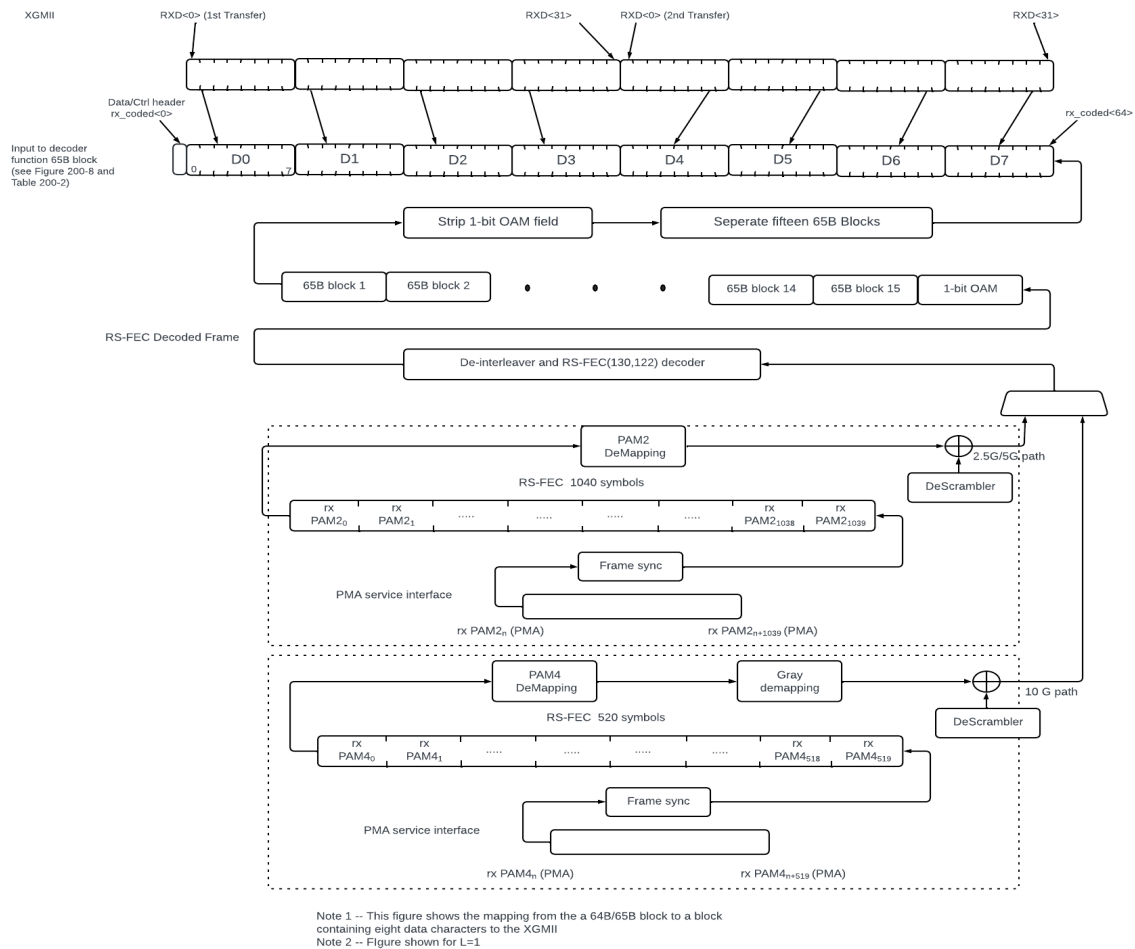 XGMII
RXD<0> (1st Transfer)
RXD<31>
RXD<0> (2nd Transfer)
RXD<31>
Data/Ctrl header
rx_coded<0>
rx_coded<64>
Input to decoder
function 65B block
(see Figure 200-8 and
Table 200-2)
0
D0
7
D1
D2
D3
D4
D5
D6
D7
Strip 1-bit OAM field
Seperate fifteen 65B Blocks
65B block 1
65B block 2
65B block 14
65B block 15
1-bit OAM
RS-FEC Decoded Frame
De-interleaver and RS-FEC(130,122) decoder
PAM2
DeMapping
2.5G/5G path
DeScrambler
RS-FEC 1040 symbols
rx
PAM2₀
rx
PAM2₁
.....
.....
.....
.....
rx
PAM2₁₀₃₈
rx
PAM2₁₀₃₉
Frame sync
PMA service interface
rx PAM2ₙ (PMA)
rx PAM2ₙ₊₁₀₃₉ (PMA)
PAM4
DeMapping
Gray
demapping
10 G path
DeScrambler
RS-FEC 520 symbols
rx
PAM4₀
rx
PAM4₁
.....
.....
.....
.....
rx
PAM4₅₁₈
rx
PAM4₅₁₉
Frame sync
PMA service interface
rx PAM4ₙ (PMA)
rx PAM4ₙ₊₅₁₉ (PMA)
Note 1 -- This figure shows the mapping from the a 64B/65B block to a block
containing eight data characters to the XGMII
Note 2 -- FIgure shown for L=1